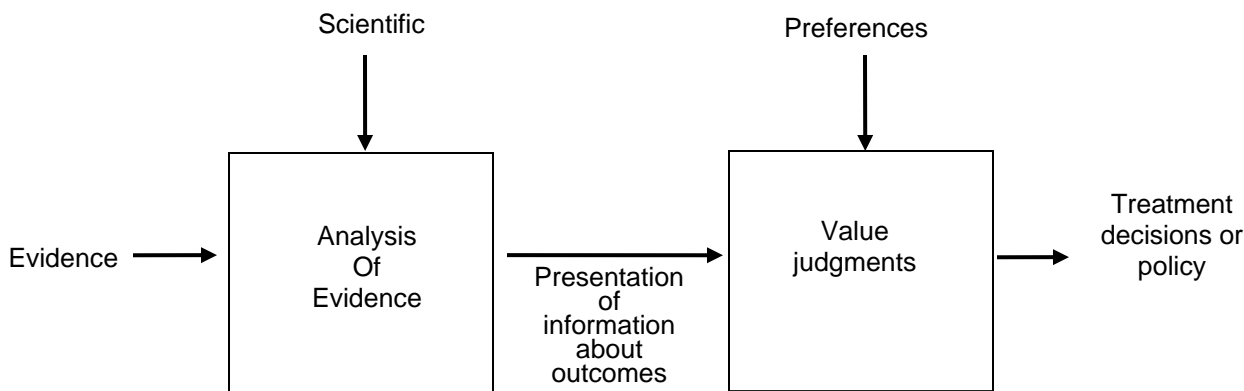 Scientific
Preferences
Evidence
Analysis
Of
Evidence
Presentation
of
information
about
outcomes
Value
judgments
Treatment
decisions or
policy